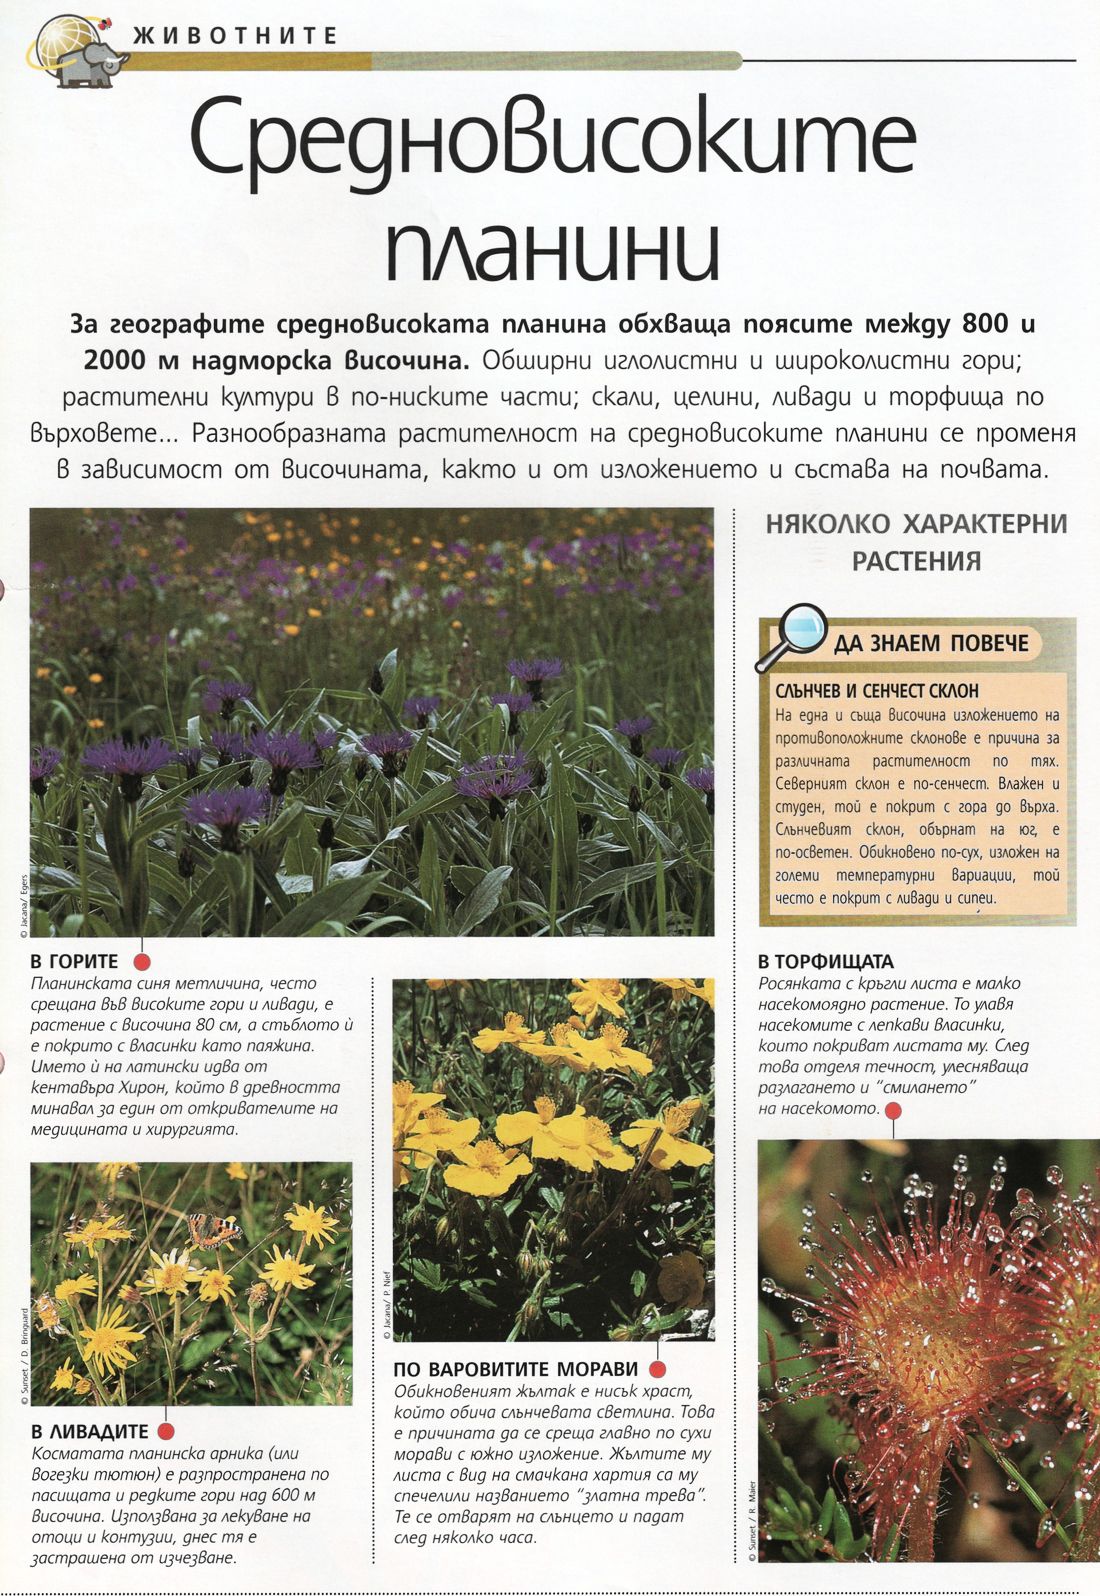 ЖИВОТНИТЕ
Средновисоките
планини
За географите средновисоката планина обхваща поясите между 800 и
2000 м надморска височина. Обширни иглолистни и широколистни гори;
растителни култури в по-ниските части; скали, целини, ливади и торфища по
върховете... Разнообразната растителност на средновисоките планини се променя
в зависимост от височината, както и от изложението и състава на почвата.
© Jacana/ Egers
НЯКОЛКО ХАРАКТЕРНИ
РАСТЕНИЯ
ДА ЗНАЕМ ПОВЕЧЕ
СЛЪНЧЕВ И СЕНЧЕСТ СКЛОН
На една и съща височина изложението на
противоположните склонове е причина за
различната растителност по тях.
Северният склон е по-сенчест. Влажен и
студен, той е покрит с гора до върха.
Слънчевият склон, обърнат на юг, е
по-осветен. Обикновено по-сух, изложен на
големи температурни вариации, той
често е покрит с ливади и сипеи.
В ГОРИТЕ
Планинската синя метличина, често
срещана във високите гори и ливади, е
растение с височина 80 см, а стъблото ѝ
е покрито с власинки като паяжина.
Името ѝ на латински идва от
кентавъра Хирон, който в древността
минавал за един от откривателите на
медицината и хирургията.
© Sunset / D. Bringuard
В ЛИВАДИТЕ
Косматата планинска арника (или
вогезки тютюн) е разпространена по
пасищата и редките гори над 600 м
височина. Използвана за лекуване на
отоци и контузии, днес тя е
застрашена от изчезване.
© Jacana/ P. Nief
ПО ВАРОВИТИТЕ МОРАВИ
Обикновеният жълтак е нисък храст,
който обича слънчевата светлина. Това
е причината да се среща главно по сухи
морави с южно изложение. Жълтите му
листа с вид на смачкана хартия са му
спечелили названието “златна трева”.
Те се отварят на слънцето и падат
след няколко часа.
В ТОРФИЩАТА
Росянката с кръгли листа е малко
насекомоядно растение. То улавя
насекомите с лепкави власинки,
които покриват листата му. След
това отделя течност, улесняваща
разлагането и “смилането”
на насекомото.
© Sunset / R. Maier